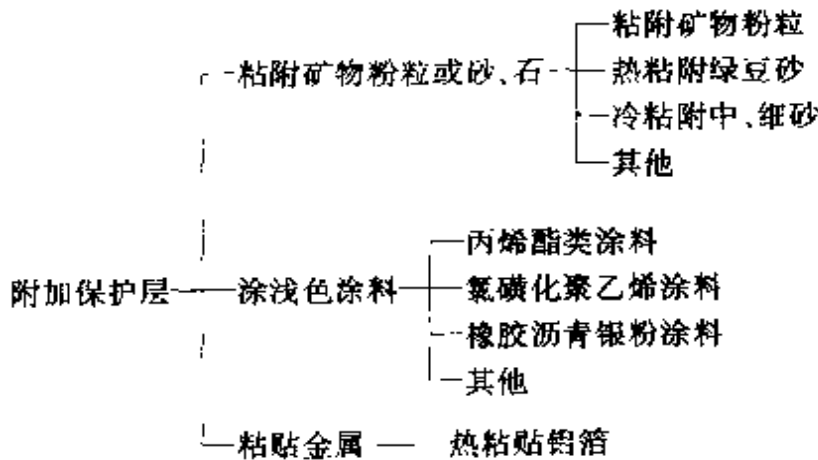 粘附矿物粉粒
粘附矿物粉粒或砂、石
热粘附绿豆砂
冷粘附中、细砂
其他
丙烯酯类涂料
附加保护层
涂浅色涂料
氯磺化聚乙烯涂料
橡胶沥青银粉涂料
其他
粘贴金属
热粘贴铝箔